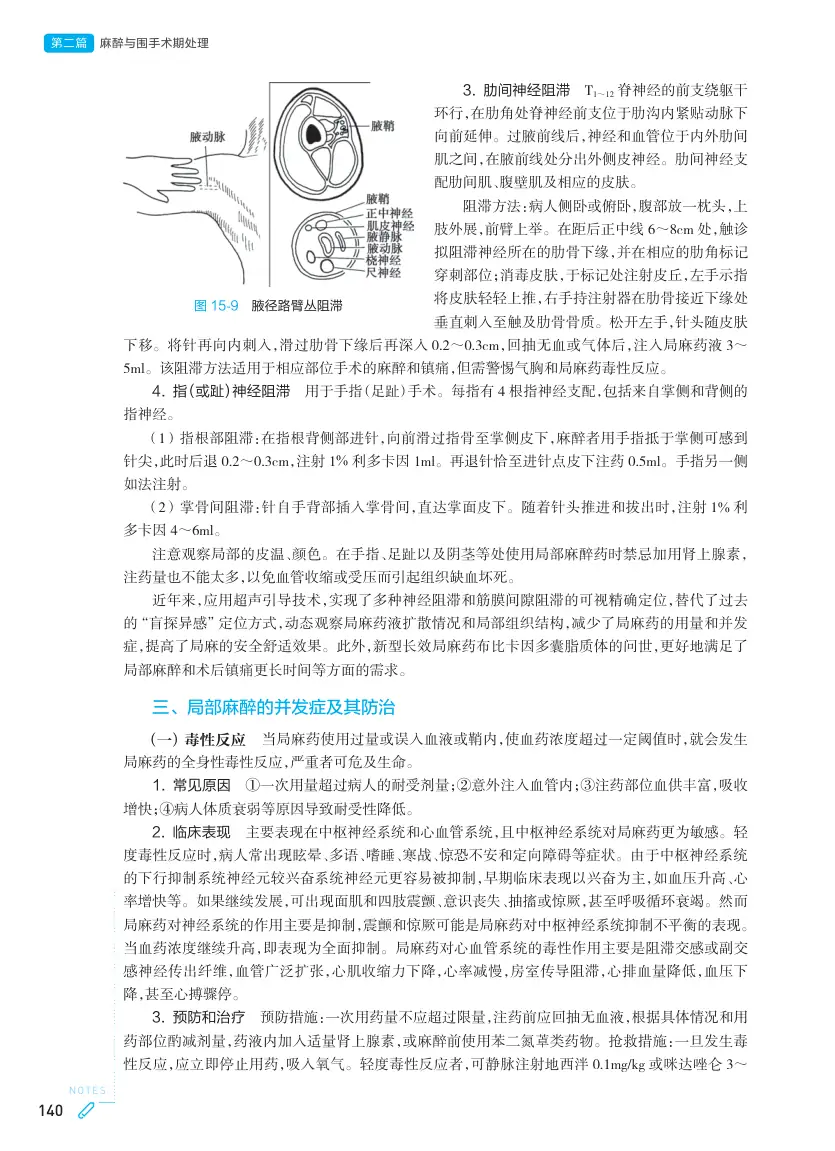 第二篇 麻醉与围手术期处理
腋动脉
腋鞘
腋鞘
正中神经
肌皮神经
腋静脉
腋动脉
桡神经
尺神经
图 15-9 腋径路臂丛阻滞
3. 肋间神经阻滞 T1~12 脊神经的前支绕躯干
环行,在肋角处脊神经前支位于肋沟内紧贴动脉下
向前延伸。过腋前线后,神经和血管位于内外肋间
肌之间,在腋前线处分出外侧皮神经。肋间神经支
配肋间肌、腹壁肌及相应的皮肤。
阻滞方法:病人侧卧或俯卧,腹部放一枕头,上
肢外展,前臂上举。在距后正中线 6~8cm 处,触诊
拟阻滞神经所在的肋骨下缘,并在相应的肋角标记
穿刺部位;消毒皮肤,于标记处注射皮丘,左手示指
将皮肤轻轻上推,右手持注射器在肋骨接近下缘处
垂直刺入至触及肋骨骨质。松开左手,针头随皮肤
下移。将针再向内刺入,滑过肋骨下缘后再深入 0.2~0.3cm,回抽无血或气体后,注入局麻药液 3~
5ml。该阻滞方法适用于相应部位手术的麻醉和镇痛,但需警惕气胸和局麻药毒性反应。
4. 指(或趾)神经阻滞 用于手指(足趾)手术。每指有 4 根指神经支配,包括来自掌侧和背侧的
指神经。
(1)指根部阻滞:在指根背侧部进针,向前滑过指骨至掌侧皮下,麻醉者用手指抵于掌侧可感到
针尖,此时后退 0.2~0.3cm,注射 1% 利多卡因 1ml。再退针恰至进针点皮下注药 0.5ml。手指另一侧
如法注射。
(2)掌骨间阻滞:针自手背部插入掌骨间,直达掌面皮下。随着针头推进和拔出时,注射 1% 利
多卡因 4~6ml。
注意观察局部的皮温、颜色。在手指、足趾以及阴茎等处使用局部麻醉药时禁忌加用肾上腺素,
注药量也不能太多,以免血管收缩或受压而引起组织缺血坏死。
近年来,应用超声引导技术,实现了多种神经阻滞和筋膜间隙阻滞的可视精确定位,替代了过去
的“盲探异感”定位方式,动态观察局麻药液扩散情况和局部组织结构,减少了局麻药的用量和并发
症,提高了局麻的安全舒适效果。此外,新型长效局麻药布比卡因多囊脂质体的问世,更好地满足了
局部麻醉和术后镇痛更长时间等方面的需求。
三、局部麻醉的并发症及其防治
(一)毒性反应 当局麻药使用过量或误入血液或鞘内,使血药浓度超过一定阈值时,就会发生
局麻药的全身性毒性反应,严重者可危及生命。
1. 常见原因 ①一次用量超过病人的耐受剂量;②意外注入血管内;③注药部位血供丰富,吸收
增快;④病人体质衰弱等原因导致耐受性降低。
2. 临床表现 主要表现在中枢神经系统和心血管系统,且中枢神经系统对局麻药更为敏感。轻
度毒性反应时,病人常出现眩晕、多语、嗜睡、寒战、惊恐不安和定向障碍等症状。由于中枢神经系统
的下行抑制系统神经元较兴奋系统神经元更容易被抑制,早期临床表现以兴奋为主,如血压升高、心
率增快等。如果继续发展,可出现面肌和四肢震颤、意识丧失、抽搐或惊厥,甚至呼吸循环衰竭。然而
局麻药对神经系统的作用主要是抑制,震颤和惊厥可能是局麻药对中枢神经系统抑制不平衡的表现。
当血药浓度继续升高,即表现为全面抑制。局麻药对心血管系统的毒性作用主要是阻滞交感或副交
感神经传出纤维,血管广泛扩张,心肌收缩力下降,心率减慢,房室传导阻滞,心排血量降低,血压下
降,甚至心搏骤停。
3. 预防和治疗 预防措施:一次用药量不应超过限量,注药前应回抽无血液,根据具体情况和用
药部位酌减剂量,药液内加入适量肾上腺素,或麻醉前使用苯二氮䓬类药物。抢救措施:一旦发生毒
性反应,应立即停止用药,吸入氧气。轻度毒性反应者,可静脉注射地西泮 0.1mg/kg 或咪达唑仑 3~
NOTES
140